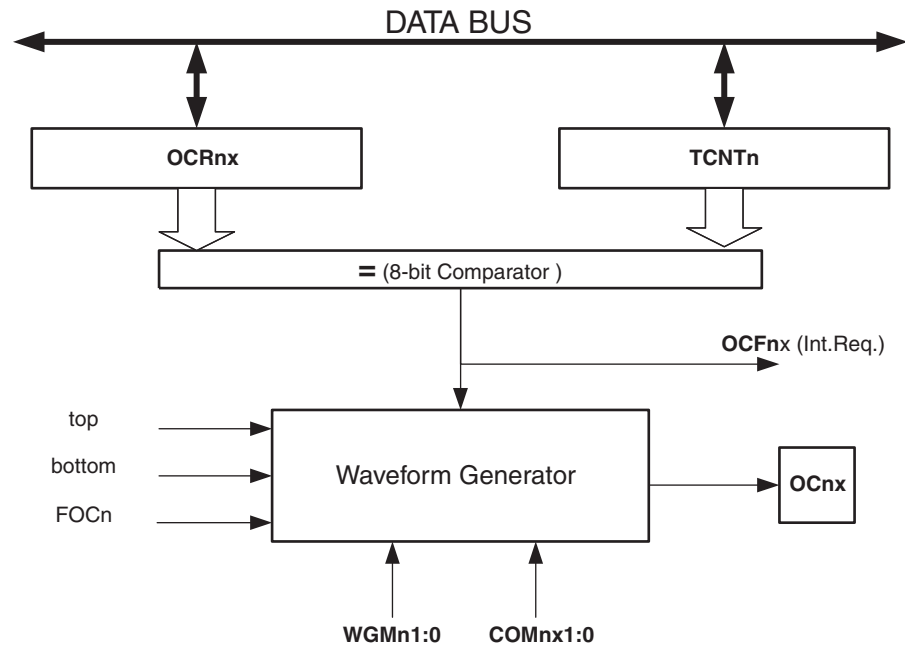 DATA BUS
OCRnx
TCNTn
= (8-bit Comparator )
OCFnx (Int.Req.)
top
bottom
FOCn
Waveform Generator
OCnx
WGMn1:0
COMnx1:0